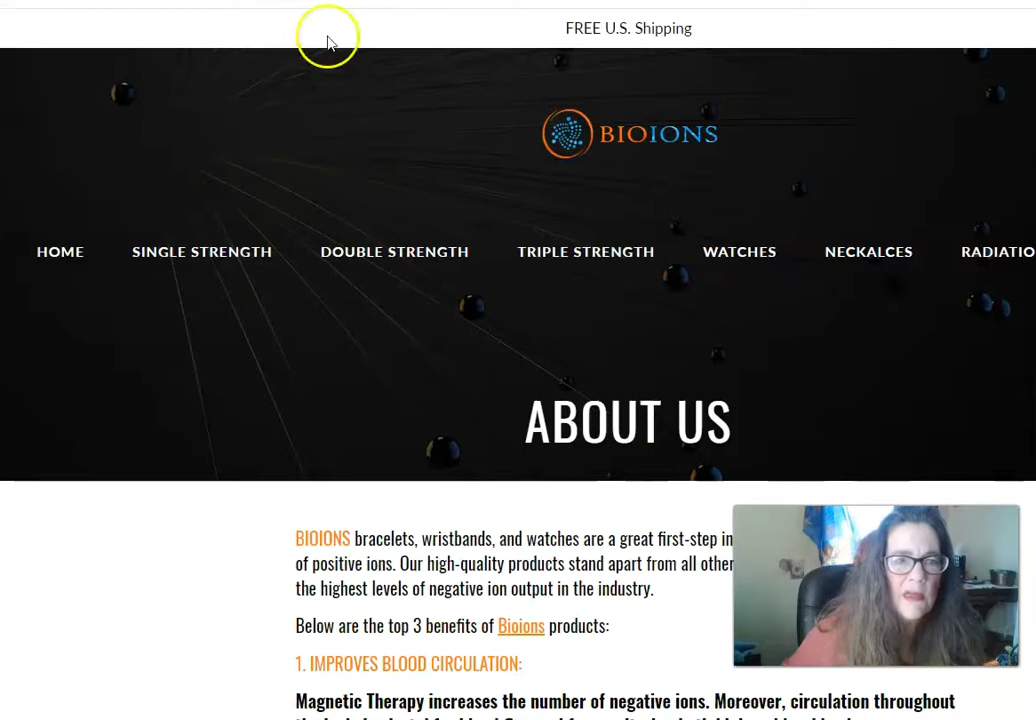 FREE U.S. Shipping
BIOIONS
HOME SINGLE STRENGTH DOUBLE STRENGTH TRIPLE STRENGTH WATCHES NECKALCES RADIATIO
ABOUT US
BIOIONS bracelets, wristbands, and watches are a great first-step in
of positive ions. Our high-quality products stand apart from all other
the highest levels of negative ion output in the industry.
Below are the top 3 benefits of Bioions products:
1. IMPROVES BLOOD CIRCULATION:
Magnetic Therapy increases the number of negative ions. Moreover, circulation throughout